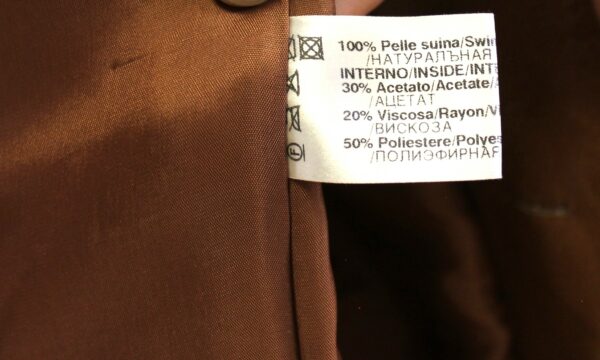 100% Pelle suina/Swi
/НАТУРАЛЬНАЯ
INTERNO/INSIDE/INT
30% Acetato/Acetate/
/АЦЕТАТ
20% Viscosa/Rayon/
/ВИСКОЗА
50% Poliestere/Polyes
/ПОЛИЭФИРНАЯ
F